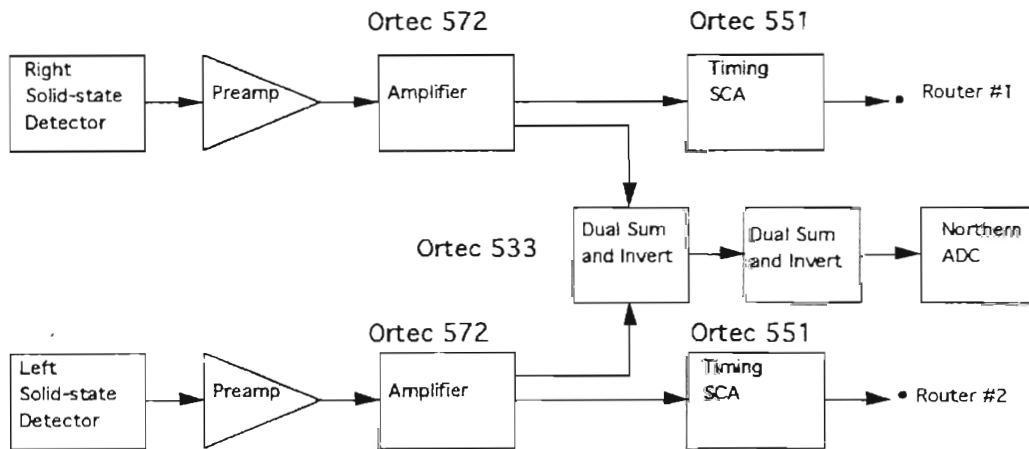 Ortec 572
Ortec 551
Right
Solid-state
Detector
Preamp
Amplifier
Timing
SCA
Router #1
Ortec 533
Dual Sum
and Invert
Dual Sum
and Invert
Northern
ADC
Ortec 572
Ortec 551
Left
Solid-state
Detector
Preamp
Amplifier
Timing
SCA
Router #2